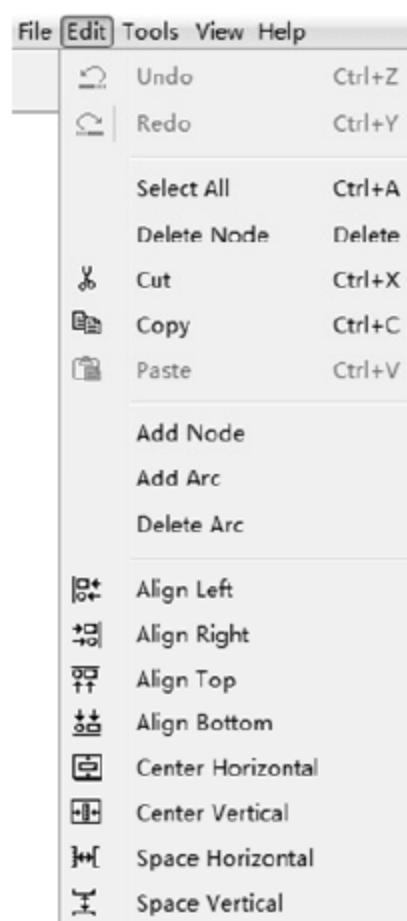 File Edit Tools View Help
Undo Ctrl+Z
Redo Ctrl+Y
Select All Ctrl+A
Delete Node Delete
Cut Ctrl+X
Copy Ctrl+C
Paste Ctrl+V
Add Node
Add Arc
Delete Arc
Align Left
Align Right
Align Top
Align Bottom
Center Horizontal
Center Vertical
Space Horizontal
Space Vertical